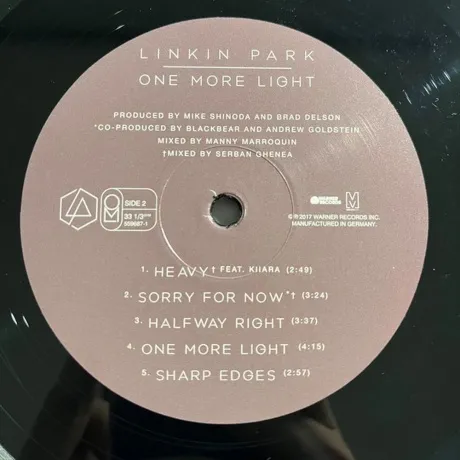 LINKIN PARK
ONE MORE LIGHT
PRODUCED BY MIKE SHINODA AND BRAD DELSON
*CO-PRODUCED BY BLACKBEAR AND ANDREW GOLDSTEIN
MIXED BY MANNY MARROQUIN
†MIXED BY SERBAN GHENEA
SIDE 2
33 1/3
℗©2017 WARNER RECORDS INC.
MANUFACTURED IN GERMANY.
1. HEAVY† FEAT. KIIARA (2:49)
2. SORRY FOR NOW*† (3:24)
3. HALFWAY RIGHT (3:37)
4. ONE MORE LIGHT (4:15)
5. SHARP EDGES (2:57)